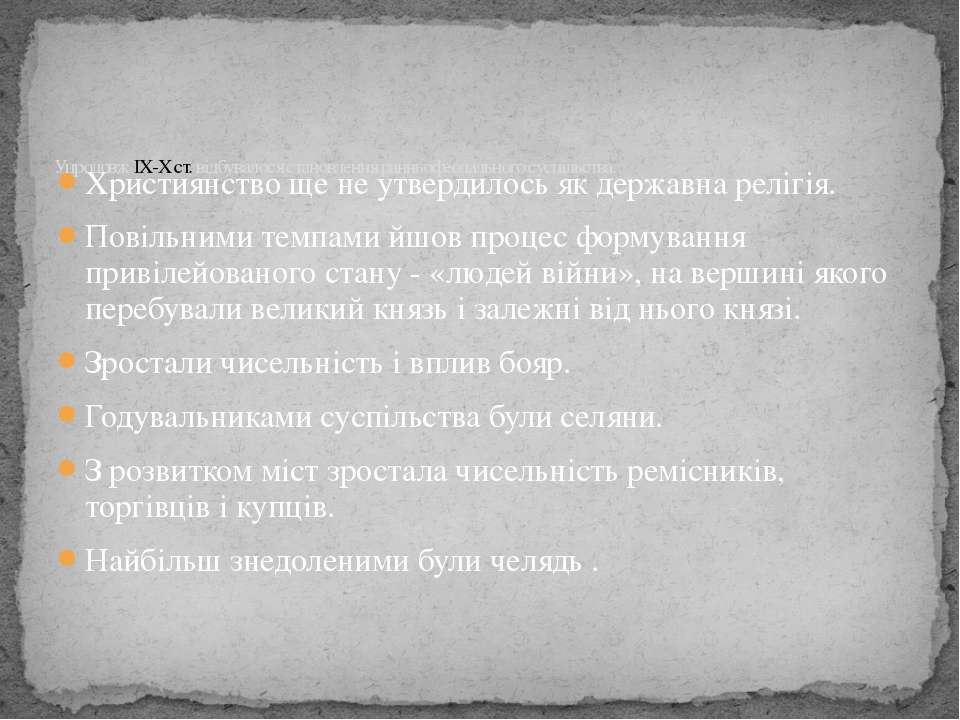 Упродовж IX-X ст. відбувалося становлення ранньофеодального суспільства.
Християнство ще не утвердилось як державна релігія.
Повільними темпами йшов процес формування
привілейованого стану - «людей війни», на вершині якого
перебували великий князь і залежні від нього князі.
Зростали чисельність і вплив бояр.
Годувальниками суспільства були селяни.
З розвитком міст зростала чисельність ремісників,
торгівців і купців.
Найбільш знедоленими були челядь .